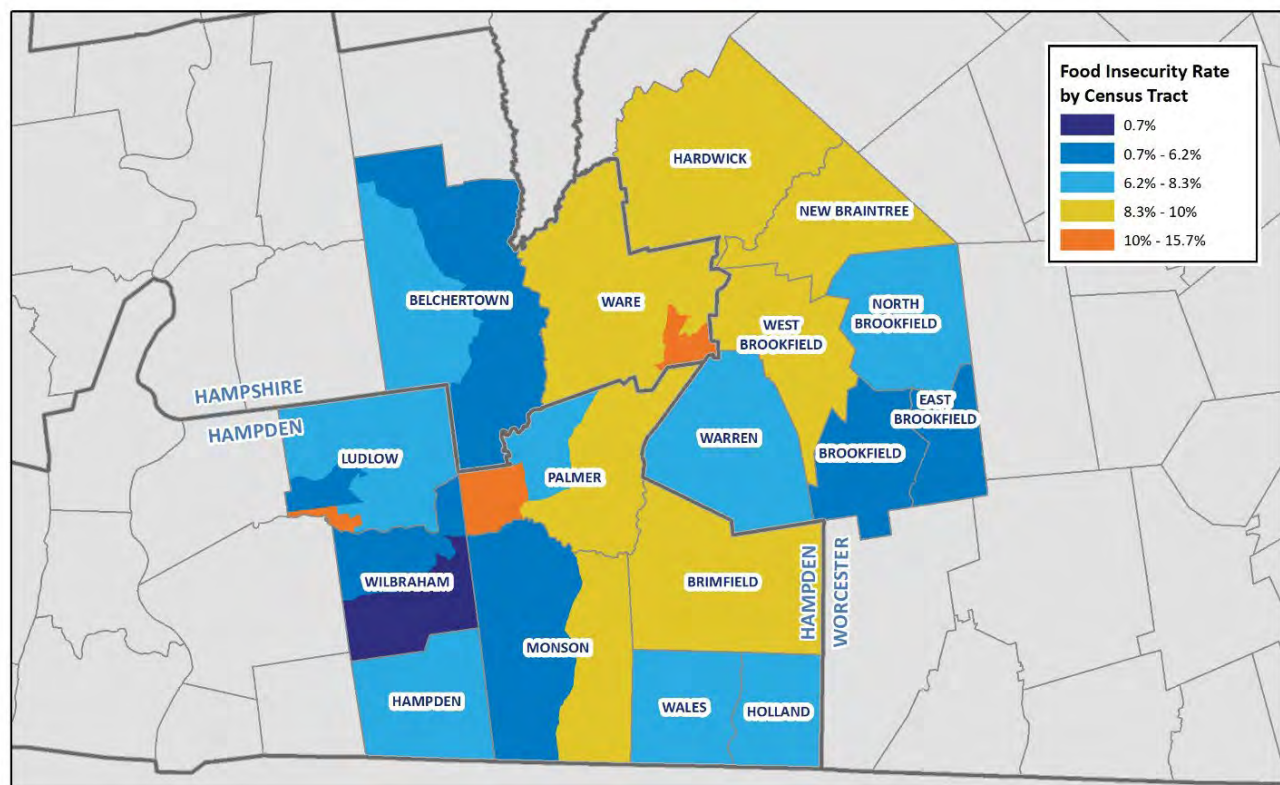 Food Insecurity Rate
by Census Tract
0.7%
0.7% - 6.2%
6.2% - 8.3%
8.3% - 10%
10% - 15.7%
HARDWICK
NEW BRAINTREE
BELCHERTOWN
WARE
NORTH
BROOKFIELD
WEST
BROOKFIELD
HAMPSHIRE
HAMPDEN
EAST
BROOKFIELD
WARREN
BROOKFIELD
LUDLOW
PALMER
WILBRAHAM
BRIMFIELD
HAMPDEN
WORCESTER
MONSON
HAMPDEN
WALES
HOLLAND